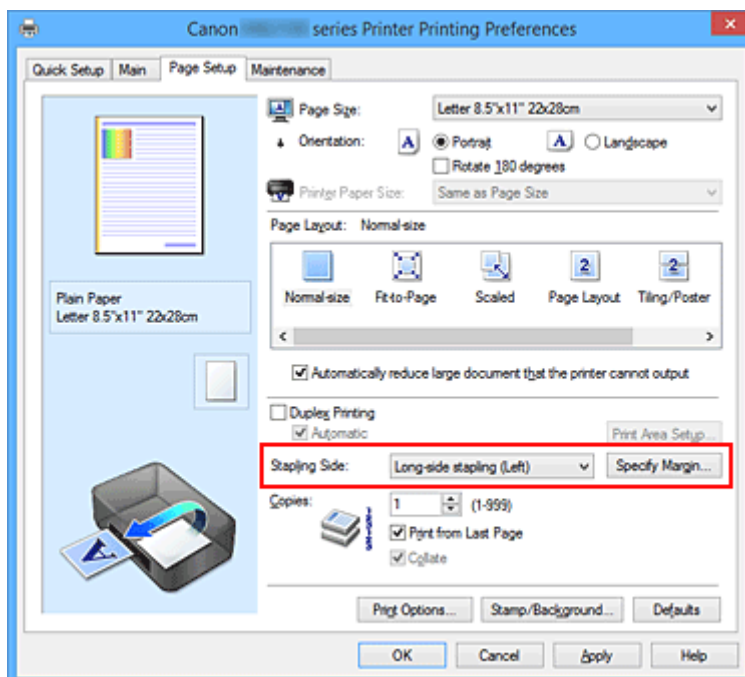 Canon series Printer Printing Preferences
Quick Setup Main Page Setup Maintenance
Page Size: Letter 8.5"x11" 22x28cm
Orientation: A Portrait A Landscape
Rotate 180 degrees
Printer Paper Size: Same as Page Size
Page Layout: Normal-size
2 2
Normal-size Fit-to-Page Scaled Page Layout Tiling/Poster
Plain Paper
Letter 8.5"x11" 22x28cm
Automatically reduce large document that the printer cannot output
Duplex Printing
Automatic Print Area Setup...
Stapling Side: Long-side stapling (Left) Specify Margin...
Copies: 1 (1-999)
Print from Last Page
Collate
A
Print Options... Stamp/Background... Defaults
OK Cancel Apply Help